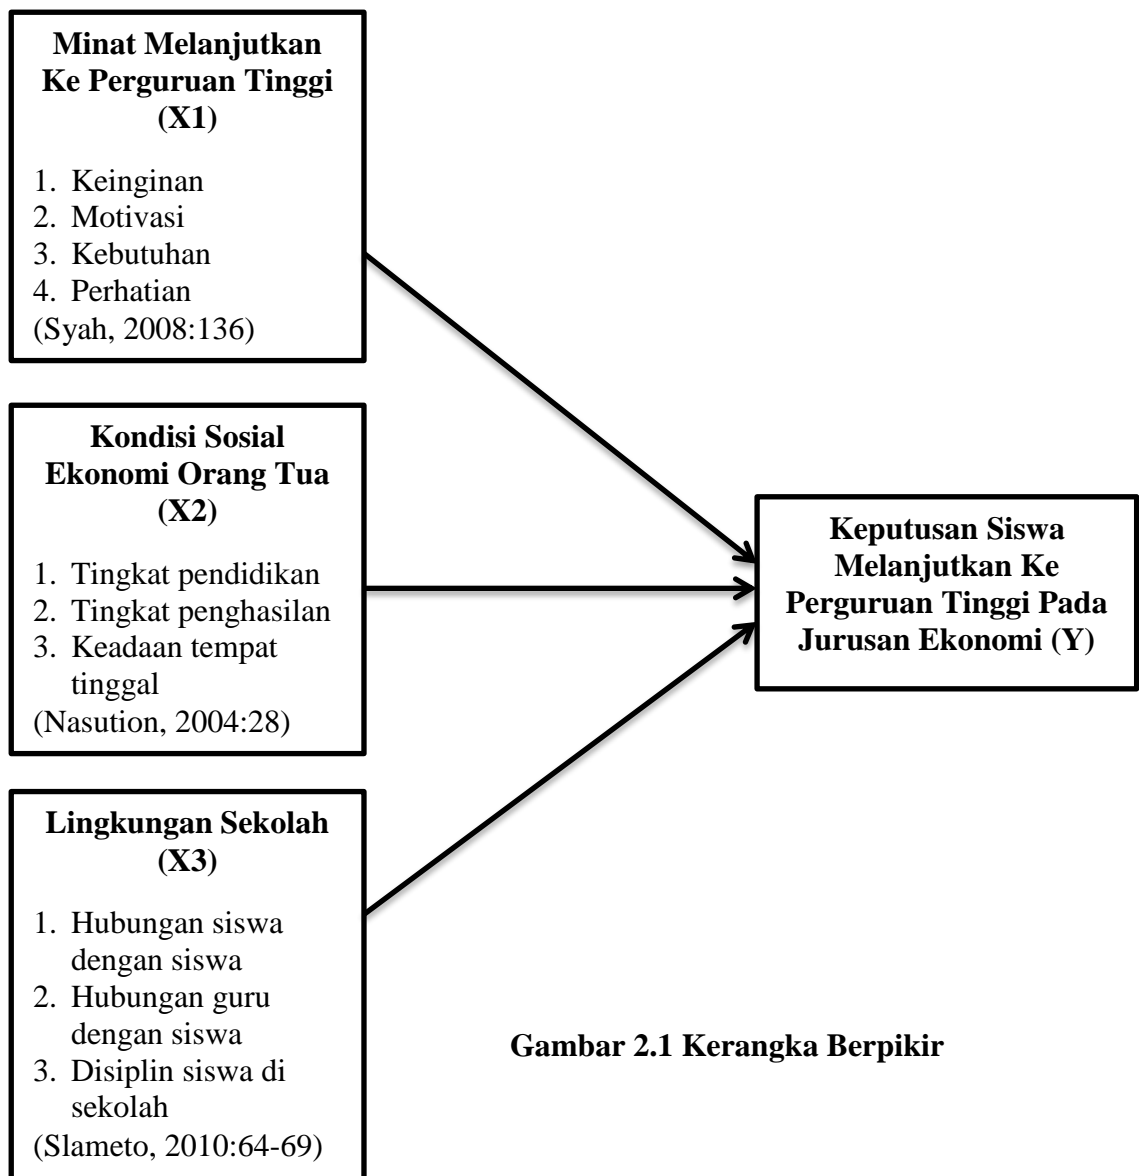 Minat Melanjutkan
Ke Perguruan Tinggi
(X1)
1. Keinginan
2. Motivasi
3. Kebutuhan
4. Perhatian
(Syah, 2008:136)
Kondisi Sosial
Ekonomi Orang Tua
(X2)
1. Tingkat pendidikan
2. Tingkat penghasilan
3. Keadaan tempat
tinggal
(Nasution, 2004:28)
Lingkungan Sekolah
(X3)
1. Hubungan siswa
dengan siswa
2. Hubungan guru
dengan siswa
3. Disiplin siswa di
sekolah
(Slameto, 2010:64-69)
Keputusan Siswa
Melanjutkan Ke
Perguruan Tinggi Pada
Jurusan Ekonomi (Y)
Gambar 2.1 Kerangka Berpikir